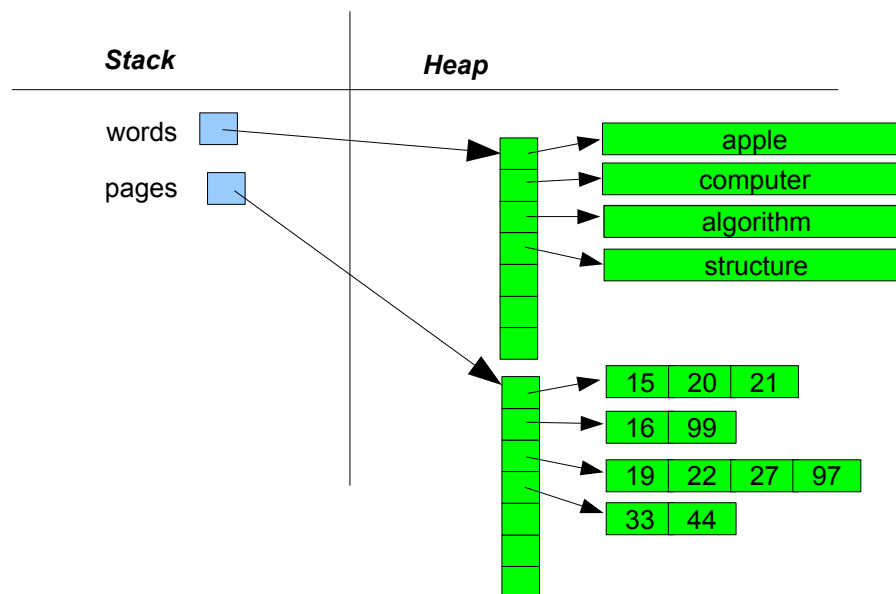 Stack
Heap
words
apple
pages
computer
algorithm
structure
15 20 21
16 99
19 22 27 97
33 44